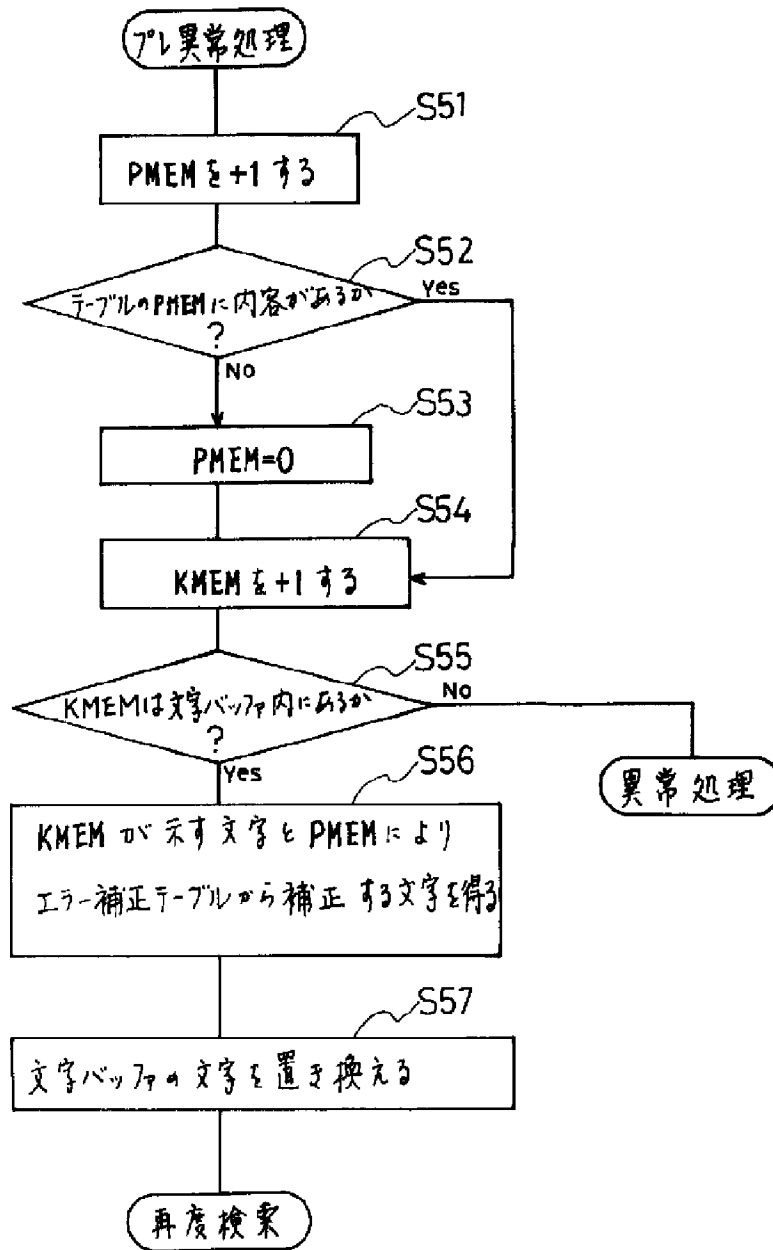 プレ異常処理
S51
PMEMを+1する
S52
テーブルのPMEMに内容があるか
?
Yes
No
S53
PMEM=0
S54
KMEMを+1する
S55
KMEMは文字バッファ内にあるか
?
No
Yes
異常処理
S56
KMEMが示す文字とPMEMにより
エラー補正テーブルから補正する文字を得る
S57
文字バッファの文字を置き換える
再度検索